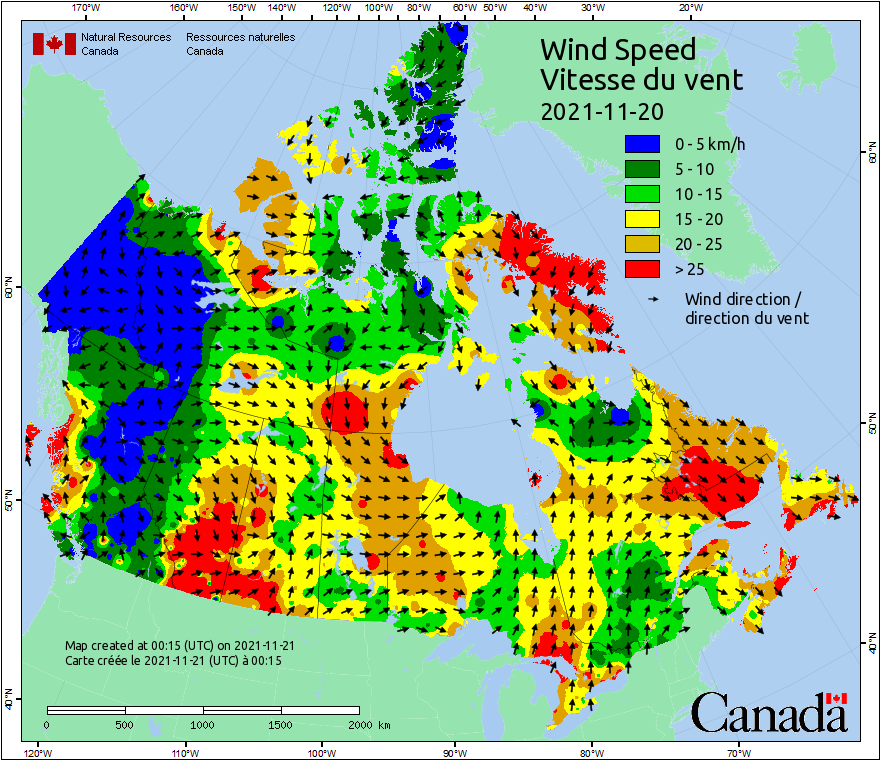 170°W 160°W 150°W 140°W 120°W 100°W 80°W 60°W 50°W 40°W 30°W 20°W
Natural Resources Canada
Ressources naturelles Canada
Wind Speed
Vitesse du vent
2021-11-20
0 - 5 km/h
5 - 10
10 - 15
15 - 20
20 - 25
> 25
Wind direction /
direction du vent
60°N
50°N
40°N
60°N
50°N
40°N
Map created at 00:15 (UTC) on 2021-11-21
Carte créée le 2021-11-21 (UTC) à 00:15
0 500 1000 1500 2000 km
Canada
120°W 110°W 100°W 90°W 80°W 70°W